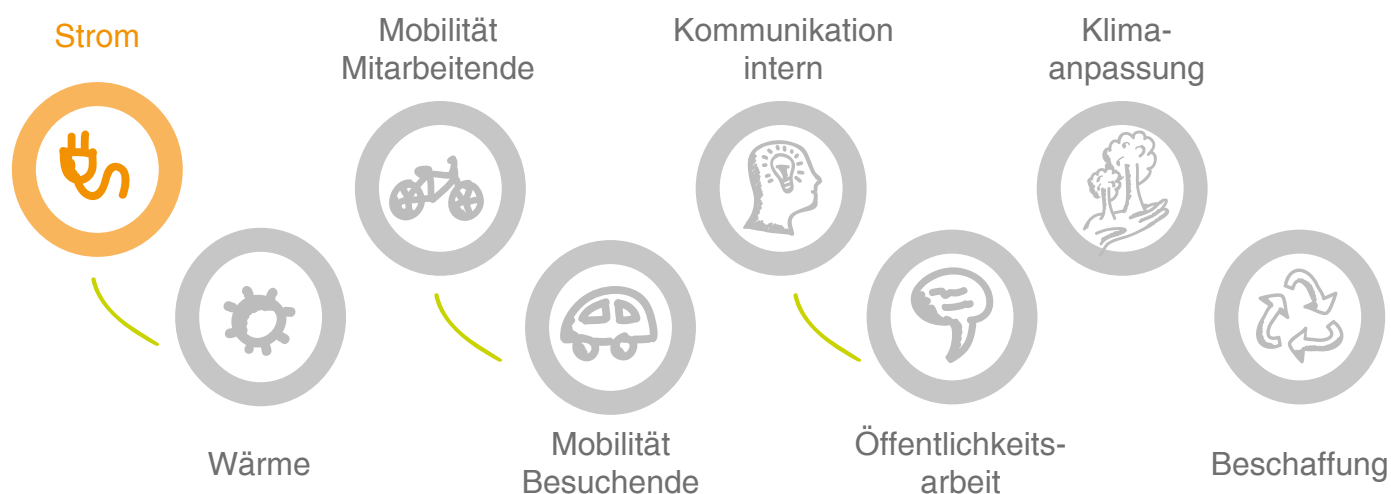 Strom
Mobilität
Mitarbeitende
Kommunikation
intern
Klima-
anpassung
Wärme
Mobilität
Besuchende
Öffentlichkeits-
arbeit
Beschaffung